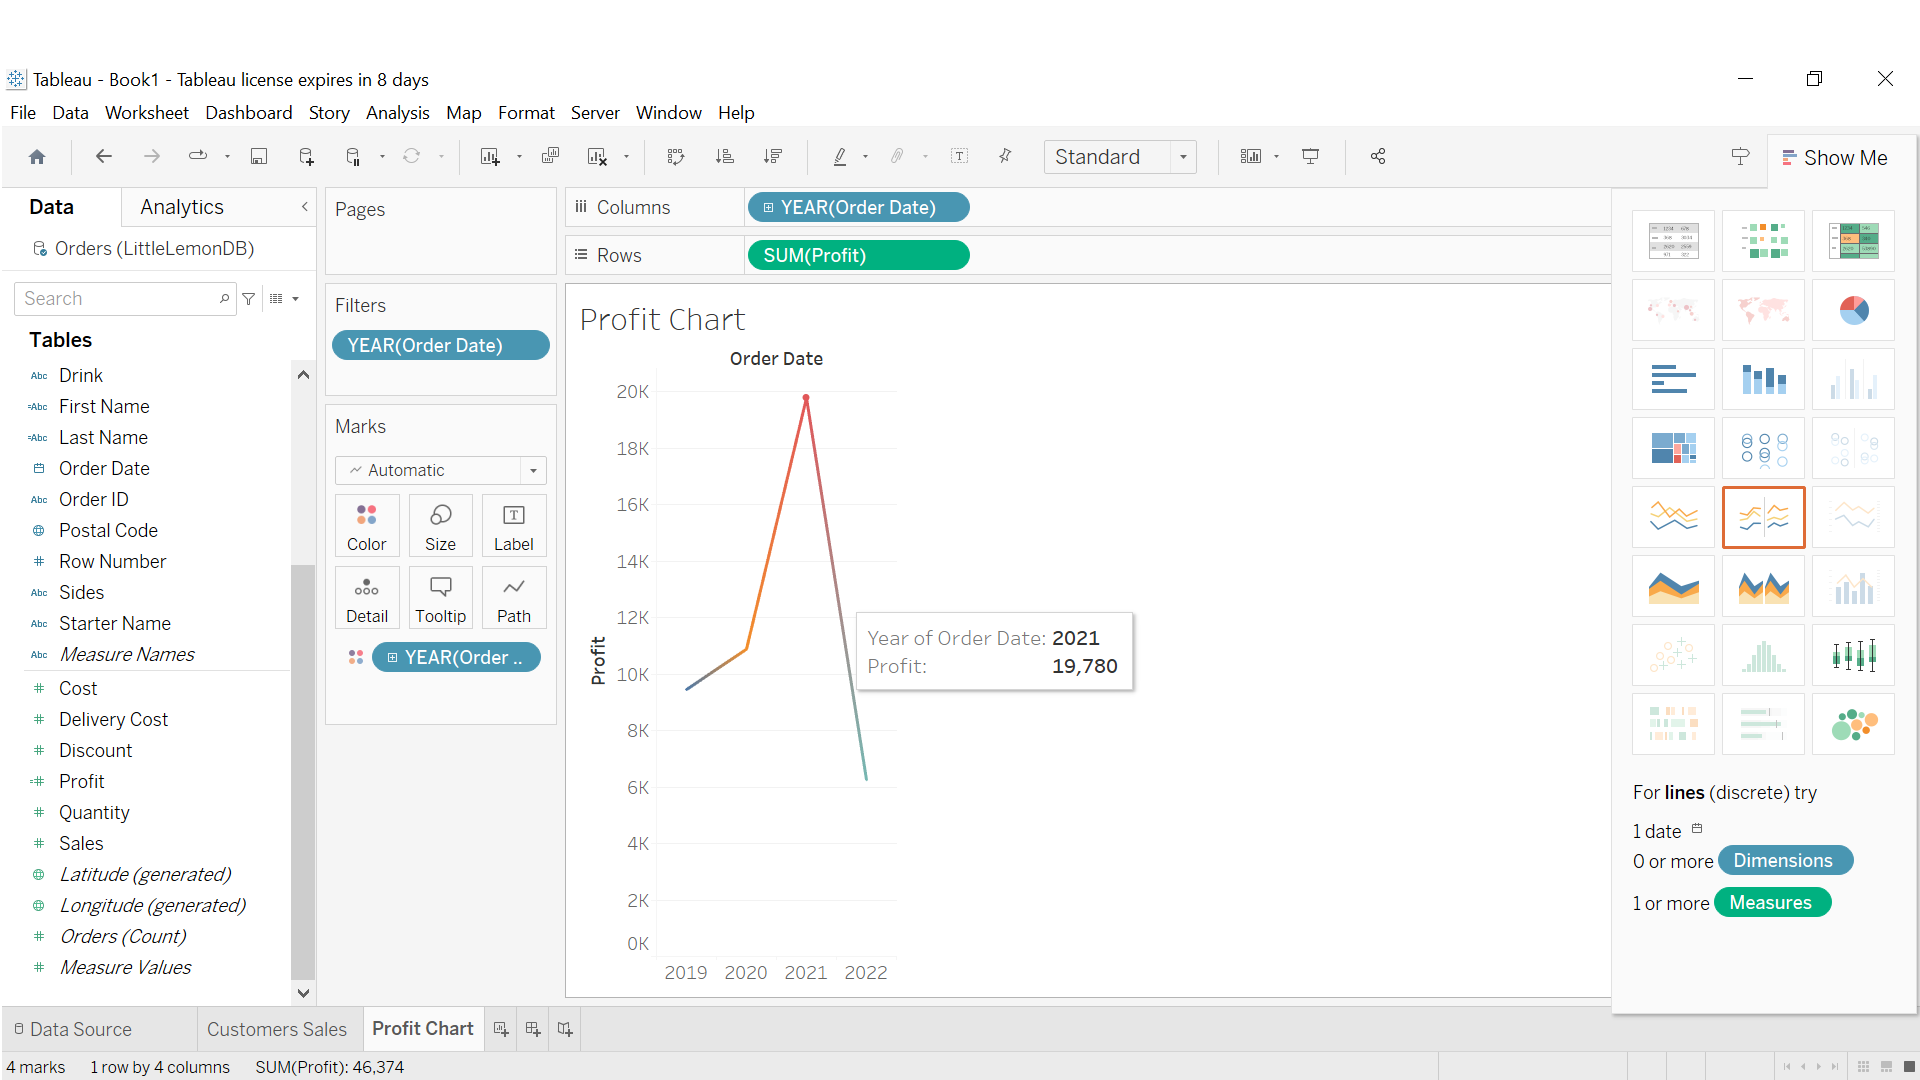 Tableau - Book1 - Tableau license expires in 8 days
File Data Worksheet Dashboard Story Analysis Map Format Server Window Help
Standard
Show Me
Data Analytics
Orders (LittleLemonDB)
Search
Tables
Abc Drink
=Abc First Name
=Abc Last Name
Order Date
Abc Order ID
Postal Code
# Row Number
Abc Sides
Abc Starter Name
Abc Measure Names
# Cost
# Delivery Cost
# Discount
=# Profit
# Quantity
# Sales
Latitude (generated)
Longitude (generated)
# Orders (Count)
# Measure Values
Pages
Filters
YEAR(Order Date)
Marks
Automatic
Color Size Label
Detail Tooltip Path
YEAR(Order ..
Columns YEAR(Order Date)
Rows SUM(Profit)
Profit Chart
Order Date
20K
18K
16K
14K
12K
10K
8K
6K
4K
2K
0K
Profit
2019 2020 2021 2022
Year of Order Date: 2021
Profit: 19,780
For lines (discrete) try
1 date
0 or more Dimensions
1 or more Measures
Data Source Customers Sales Profit Chart
4 marks 1 row by 4 columns SUM(Profit): 46,374